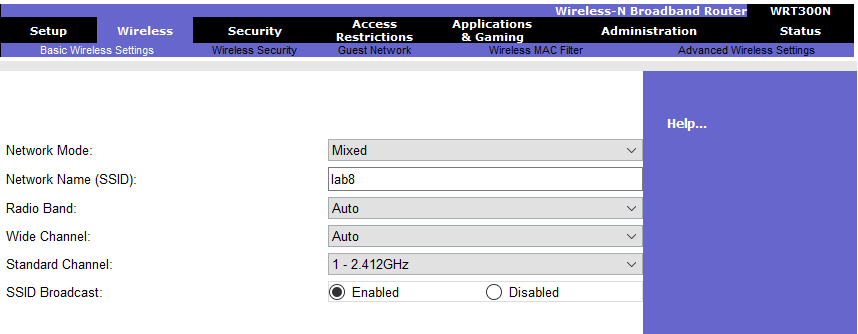 Wireless-N Broadband Router WRT300N
Setup Wireless Security Access Restrictions Applications & Gaming Administration Status
Basic Wireless Settings Wireless Security Guest Network Wireless MAC Filter Advanced Wireless Settings
Help...
Network Mode: Mixed
Network Name (SSID): lab8
Radio Band: Auto
Wide Channel: Auto
Standard Channel: 1 - 2.412GHz
SSID Broadcast: Enabled Disabled